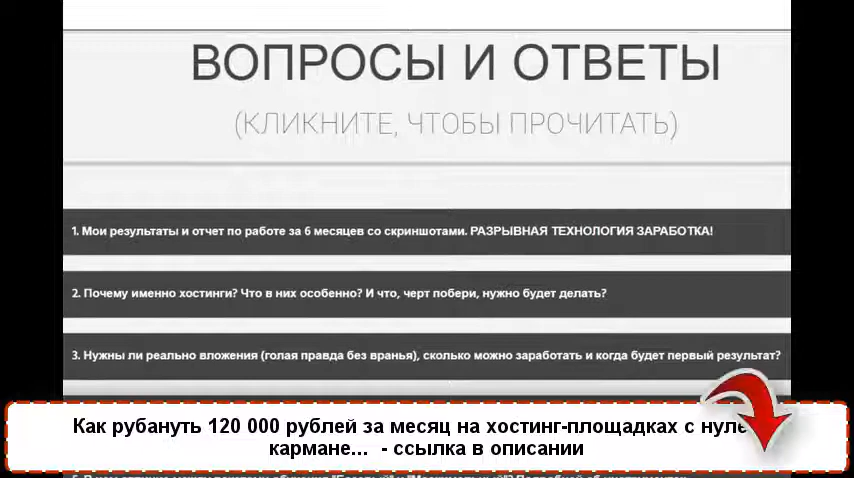 ВОПРОСЫ И ОТВЕТЫ
(КЛИКНИТЕ, ЧТОБЫ ПРОЧИТАТЬ)
1. Мои результаты и отчет по работе за 6 месяцев со скриншотами. РАЗРЫВНАЯ ТЕХНОЛОГИЯ ЗАРАБОТКА!
2. Почему именно хостинги? Что в них особенно? И что, черт побери, нужно будет делать?
3. Нужны ли реально вложения (голая правда без вранья), сколько можно заработать и когда будет первый результат?
Как рубануть 120 000 рублей за месяц на хостинг-площадках с
кармане... - ссылка в описании